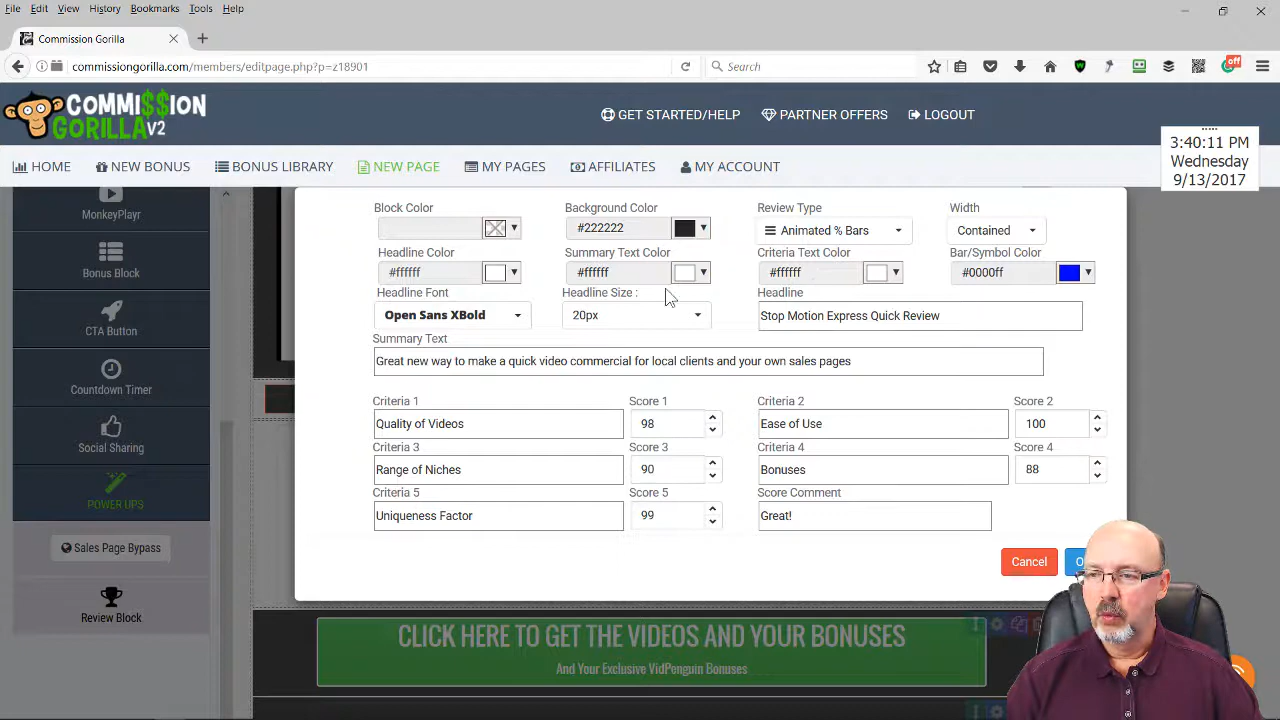 File Edit View History Bookmarks Tools Help
Commission Gorilla
commissiongorilla.com/members/editpage.php?p=z18901
Search
off
COMMI$$ION
GORILLAV2
GET STARTED/HELP PARTNER OFFERS LOGOUT
3:40:11 PM
Wednesday
9/13/2017
HOME NEW BONUS BONUS LIBRARY NEW PAGE MY PAGES AFFILIATES MY ACCOUNT
MonkeyPlayr
Bonus Block
CTA Button
Countdown Timer
Social Sharing
POWER UPS
Sales Page Bypass
Review Block
Block Color Background Color Review Type Width
#222222 Animated % Bars Contained
Headline Color Summary Text Color Criteria Text Color Bar/Symbol Color
#ffffff #ffffff #ffffff #0000ff
Headline Font Headline Size : Headline
Open Sans XBold 20px Stop Motion Express Quick Review
Summary Text
Great new way to make a quick video commercial for local clients and your own sales pages
Criteria 1 Score 1 Criteria 2 Score 2
Quality of Videos 98 Ease of Use 100
Criteria 3 Score 3 Criteria 4 Score 4
Range of Niches 90 Bonuses 88
Criteria 5 Score 5 Score Comment
Uniqueness Factor 99 Great!
Cancel
CLICK HERE TO GET THE VIDEOS AND YOUR BONUSES
And Your Exclusive VidPenguin Bonuses